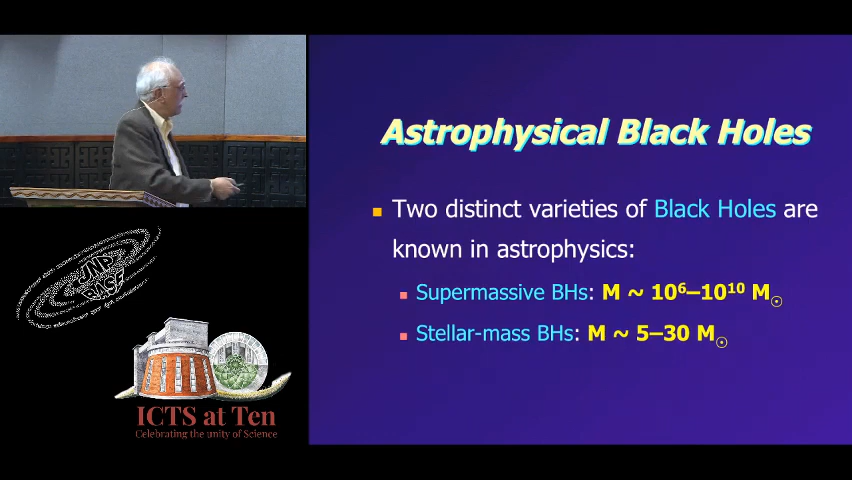 Astrophysical Black Holes
Two distinct varieties of Black Holes are
known in astrophysics:
Supermassive BHs: M ~ 10⁶–10¹⁰ M☉
Stellar-mass BHs: M ~ 5–30 M☉
ICTS at Ten
Celebrating the unity of Science